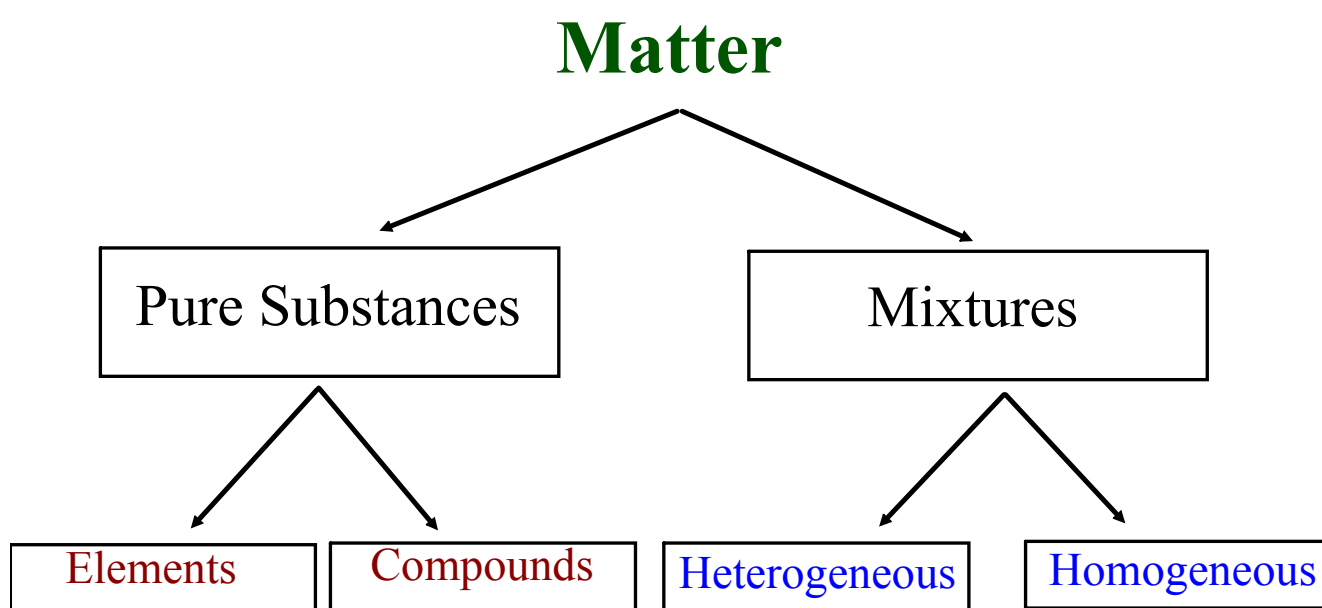 Matter
Pure Substances
Mixtures
Elements
Compounds
Heterogeneous
Homogeneous